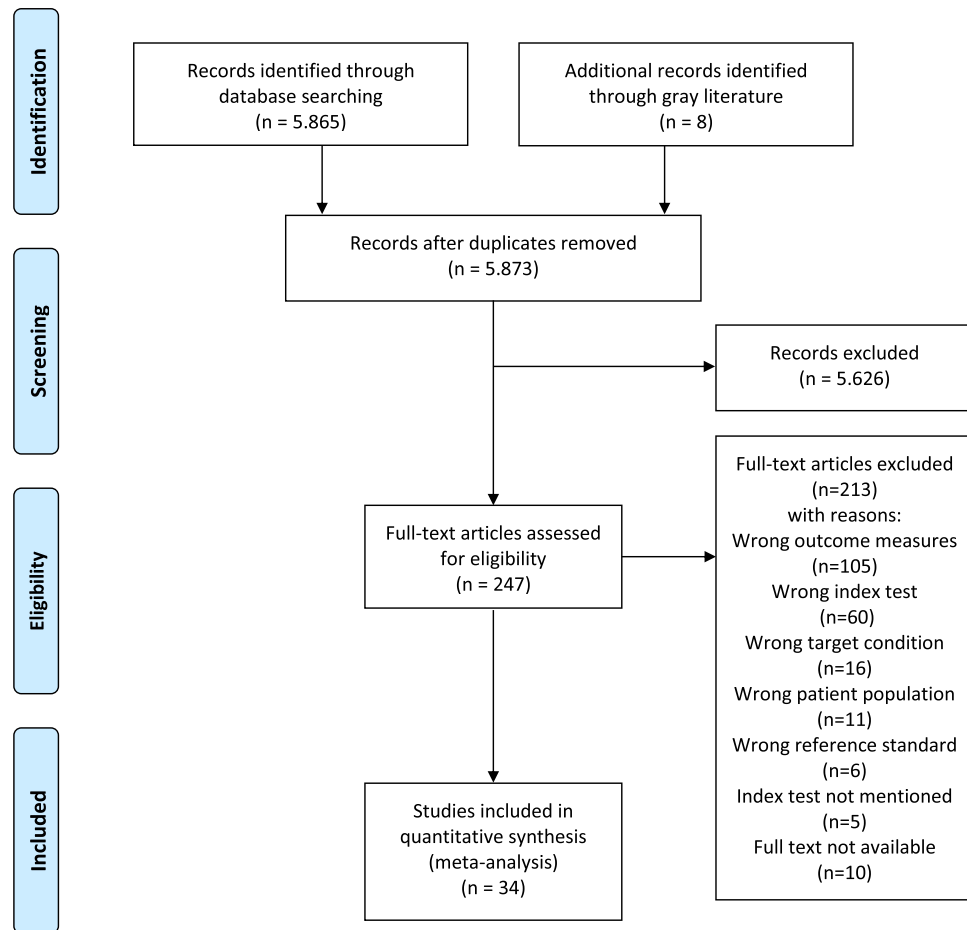 Identification
Records identified through
database searching
(n = 5.865)
Additional records identified
through gray literature
(n = 8)
Records after duplicates removed
(n = 5.873)
Screening
Records excluded
(n = 5.626)
Eligibility
Full-text articles assessed
for eligibility
(n = 247)
Full-text articles excluded
(n=213)
with reasons:
Wrong outcome measures
(n=105)
Wrong index test
(n=60)
Wrong target condition
(n=16)
Wrong patient population
(n=11)
Wrong reference standard
(n=6)
Index test not mentioned
(n=5)
Full text not available
(n=10)
Included
Studies included in
quantitative synthesis
(meta-analysis)
(n = 34)